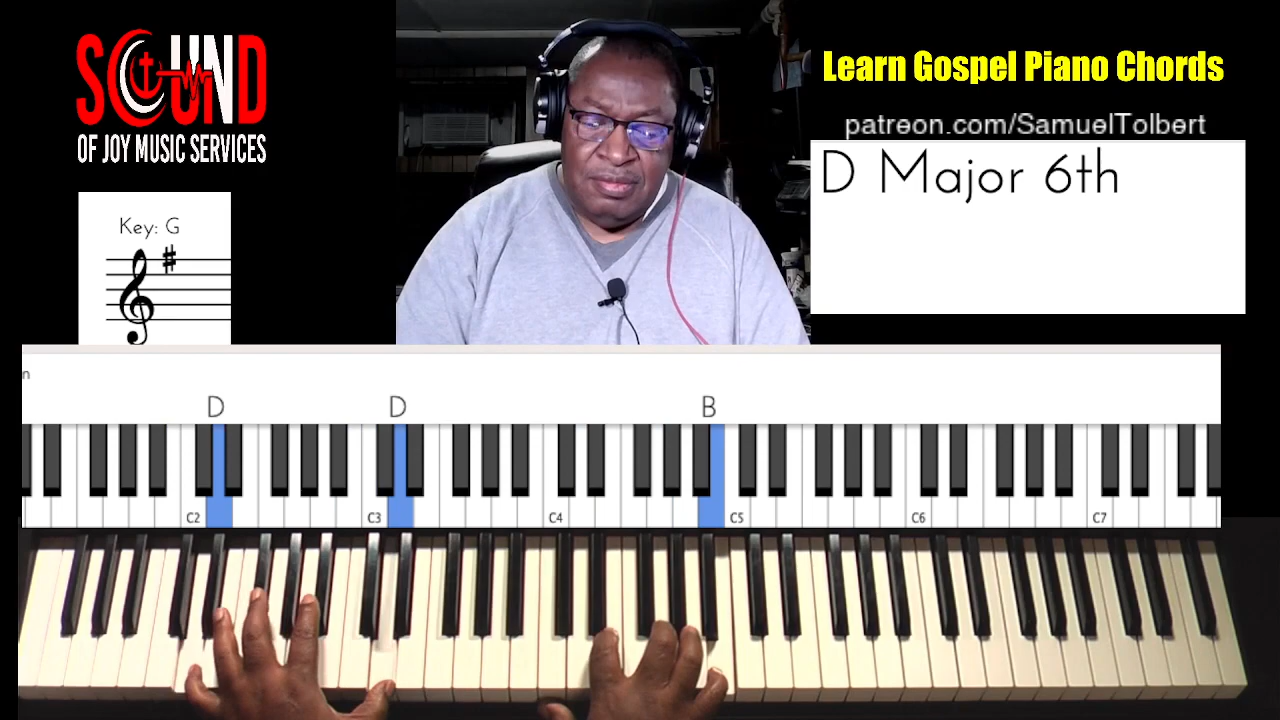 SOUND
OF JOY MUSIC SERVICES
Learn Gospel Piano Chords
patreon.com/SamuelTolbert
D Major 6th
Key: G
n
D D B
C2 C3 C4 C5 C6 C7